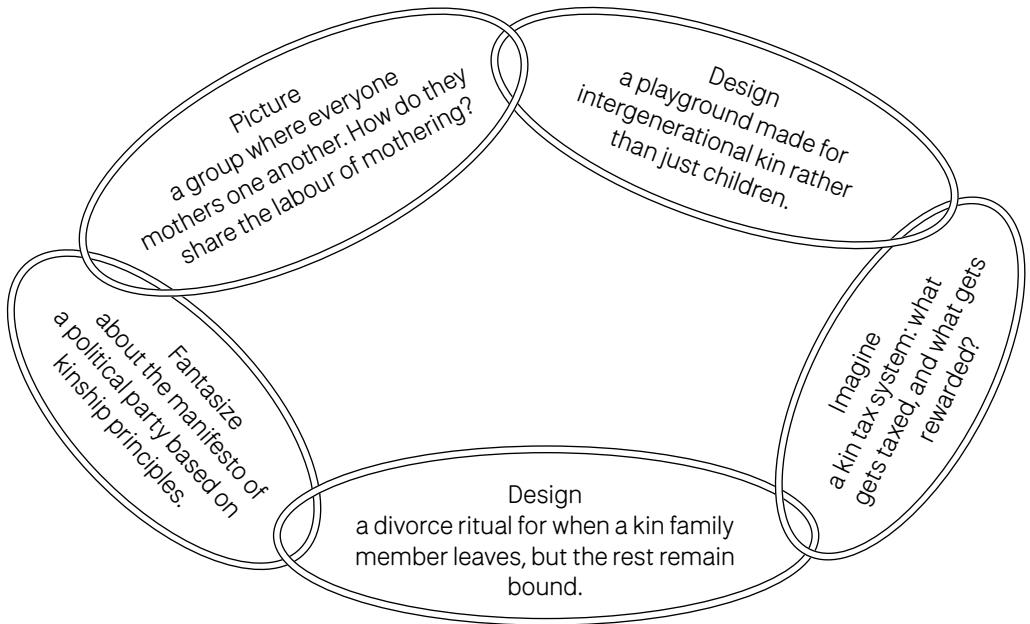 Picture
a group where everyone
mothers one another. How do they
share the labour of mothering?
Design
a playground made for
intergenerational kin rather
than just children.
Imagine
a kin tax system: what
gets taxed, and what gets
rewarded?
Design
a divorce ritual for when a kin family
member leaves, but the rest remain
bound.
Fantasize
about the manifesto of
a political party based on
kinship principles.